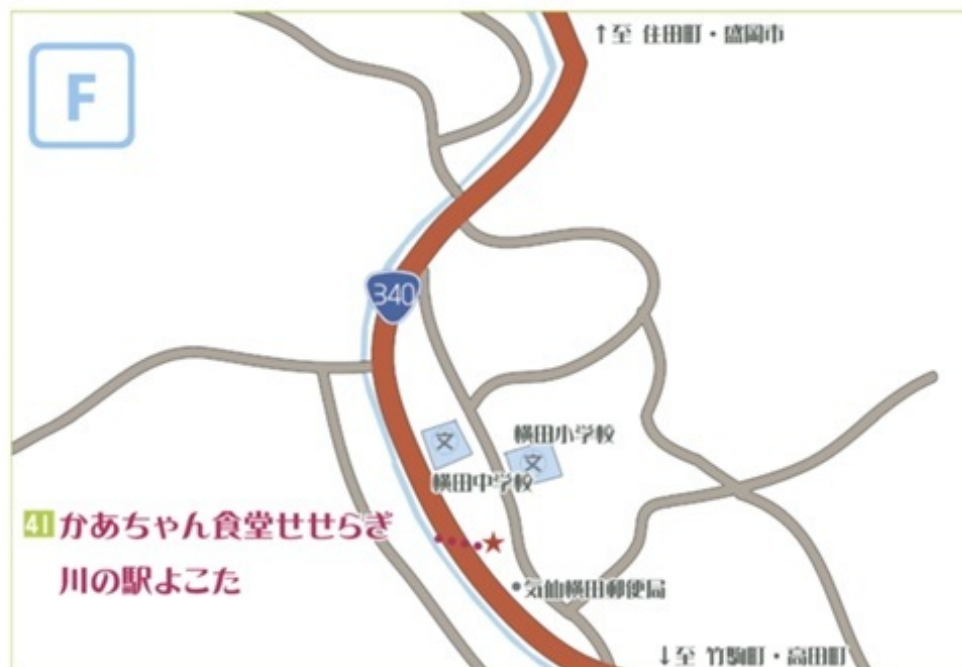 F
↑至 住田町・盛岡市
340
横田小学校
横田中学校
41 かあちゃん食堂せせらぎ
川の駅よこた
気仙横田郵便局
↓至 竹駒町・高田町